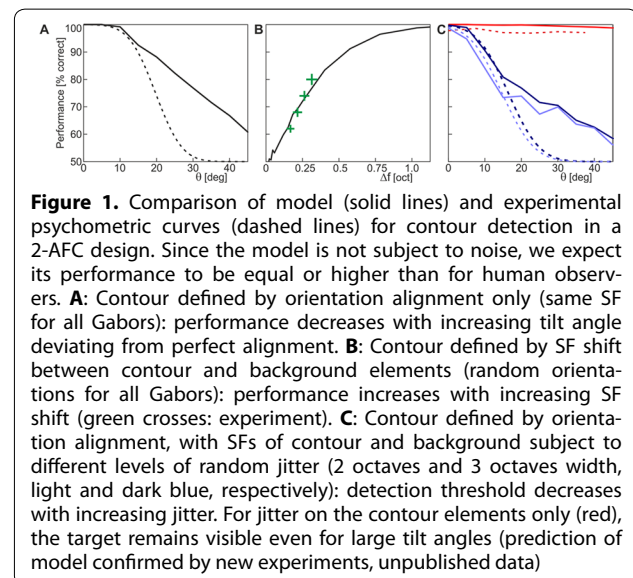 A B C
Performance [% correct]
100
90
80
70
60
50
0 10 20 30 40
θ [deg]
0 0.25 0.5 0.75 1
Δf [oct]
0 10 20 30 40
θ [deg]
Figure 1. Comparison of model (solid lines) and experimental
psychometric curves (dashed lines) for contour detection in a
2-AFC design. Since the model is not subject to noise, we expect
its performance to be equal or higher than for human observ-
ers. A: Contour defined by orientation alignment only (same SF
for all Gabors): performance decreases with increasing tilt angle
deviating from perfect alignment. B: Contour defined by SF shift
between contour and background elements (random orienta-
tions for all Gabors): performance increases with increasing SF
shift (green crosses: experiment). C: Contour defined by orienta-
tion alignment, with SFs of contour and background subject to
different levels of random jitter (2 octaves and 3 octaves width,
light and dark blue, respectively): detection threshold decreases
with increasing jitter. For jitter on the contour elements only (red),
the target remains visible even for large tilt angles (prediction of
model confirmed by new experiments, unpublished data)